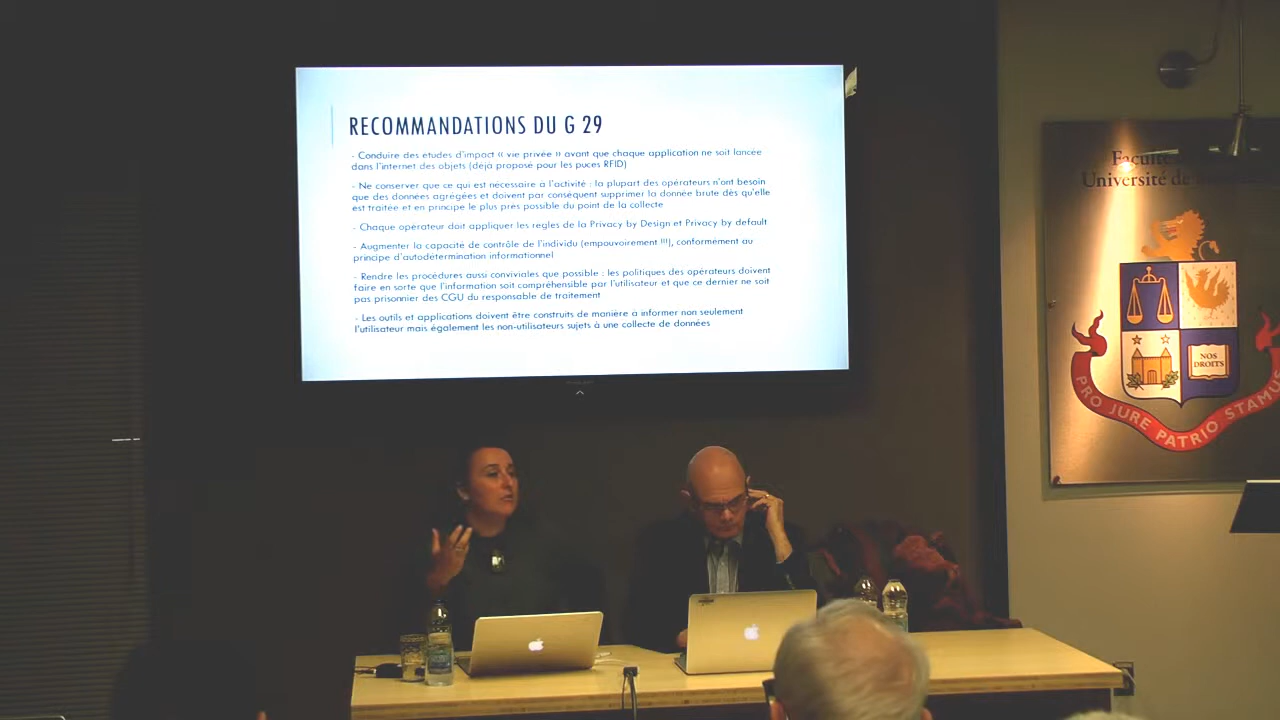 RECOMMANDATIONS DU G 29
- Conduire des études d'impact « vie privée » avant que chaque application ne soit lancée
dans l'internet des objets (déjà proposé pour les puces RFID)
- Ne conserver que ce qui est nécessaire à l'activité : la plupart des opérateurs n'ont besoin
que des données agrégées et doivent par conséquent supprimer la donnée brute dès qu'elle
est traitée et en principe le plus près possible du point de la collecte
- Chaque opérateur doit appliquer les règles de la Privacy by Design et Privacy by default
- Augmenter la capacité de contrôle de l'individu (empouvoirement !!!), conformément au
principe d'autodétermination informationnel
- Rendre les procédures aussi conviviales que possible : les politiques des opérateurs doivent
faire en sorte que l'information soit compréhensible par l'utilisateur et que ce dernier ne soit
pas prisonnier des CGU du responsable de traitement
- Les outils et applications doivent être construits de manière à informer non seulement
l'utilisateur mais également les non-utilisateurs sujets à une collecte de données
Faculté
Université de
NOS
DROITS
PRO JURE PATRIO STAMUS